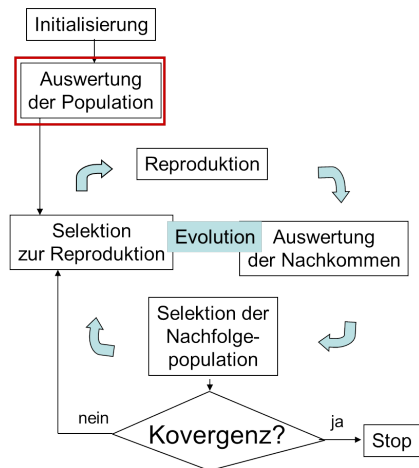 Initialisierung
Auswertung
der Population
Reproduktion
Selektion
zur Reproduktion
Evolution
Auswertung
der Nachkommen
Selektion der
Nachfolge-
population
nein
Kovergenz?
ja
Stop